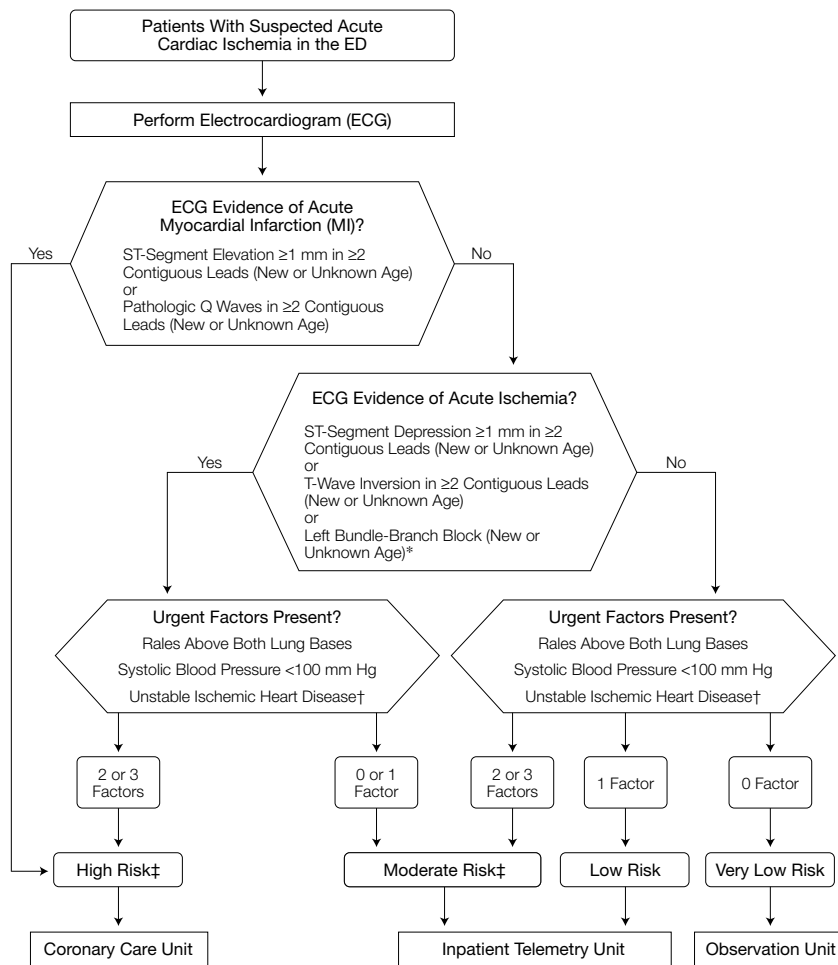 Patients With Suspected Acute
Cardiac Ischemia in the ED
Perform Electrocardiogram (ECG)
ECG Evidence of Acute
Myocardial Infarction (MI)?
Yes
No
ST-Segment Elevation ≥1 mm in ≥2
Contiguous Leads (New or Unknown Age)
or
Pathologic Q Waves in ≥2 Contiguous
Leads (New or Unknown Age)
ECG Evidence of Acute Ischemia?
ST-Segment Depression ≥1 mm in ≥2
Contiguous Leads (New or Unknown Age)
Yes
No
or
T-Wave Inversion in ≥2 Contiguous Leads
(New or Unknown Age)
or
Left Bundle-Branch Block (New or
Unknown Age)*
Urgent Factors Present?
Rales Above Both Lung Bases
Systolic Blood Pressure <100 mm Hg
Unstable Ischemic Heart Disease†
Urgent Factors Present?
Rales Above Both Lung Bases
Systolic Blood Pressure <100 mm Hg
Unstable Ischemic Heart Disease†
2 or 3
Factors
0 or 1
Factor
2 or 3
Factors
1 Factor
0 Factor
High Risk‡
Moderate Risk‡
Low Risk
Very Low Risk
Coronary Care Unit
Inpatient Telemetry Unit
Observation Unit